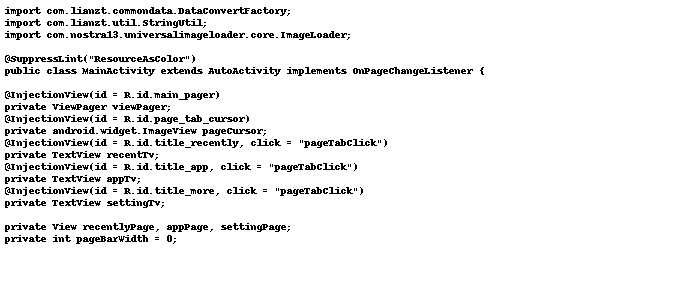 import com.lianzt.commondata.DataConvertFactory;
import com.lianzt.util.StringUtil;
import com.nostra13.universalimageloader.core.ImageLoader;

@SuppressLint("ResourceAsColor")
public class MainActivity extends AutoActivity implements OnPageChangeListener {

@InjectionView(id = R.id.main_pager)
private ViewPager viewPager;
@InjectionView(id = R.id.page_tab_cursor)
private android.widget.ImageView pageCursor;
@InjectionView(id = R.id.title_recently, click = "pageTabClick")
private TextView recentTv;
@InjectionView(id = R.id.title_app, click = "pageTabClick")
private TextView appTv;
@InjectionView(id = R.id.title_more, click = "pageTabClick")
private TextView settingTv;

private View recentlyPage, appPage, settingPage;
private int pageBarWidth = 0;